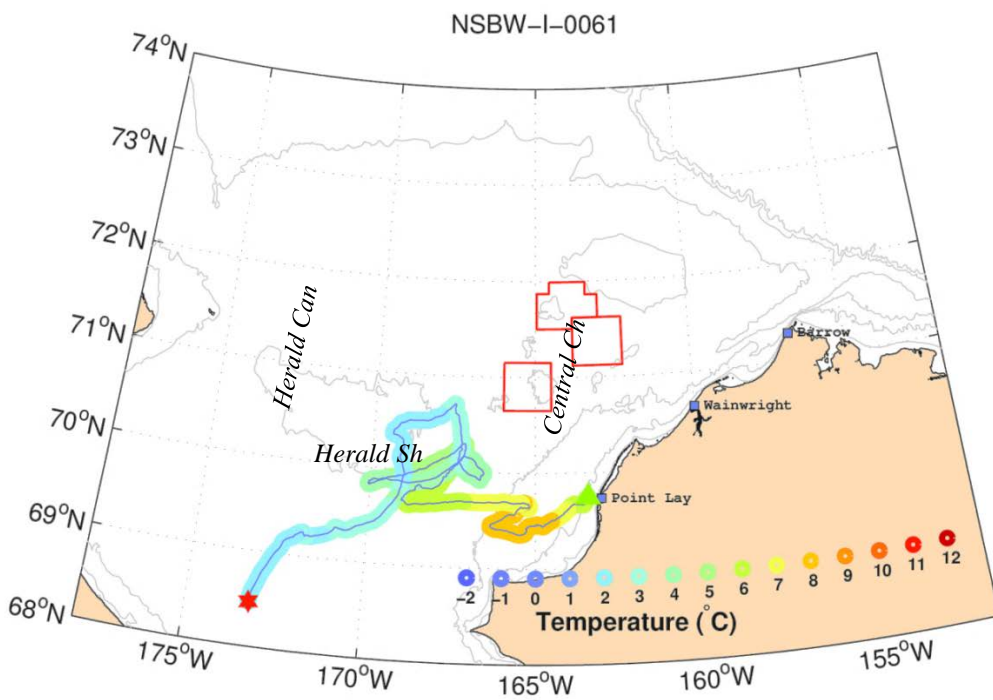 NSBW−I−0061
74°N
73°N
72°N
71°N
70°N
69°N
68°N
Herald Can
Central Ch
Herald Sh
Barrow
Wainwright
Point Lay
−2 −1 0 1 2 3 4 5 6 7 8 9 10 11 12
Temperature (°C)
175°W 170°W 165°W 160°W 155°W